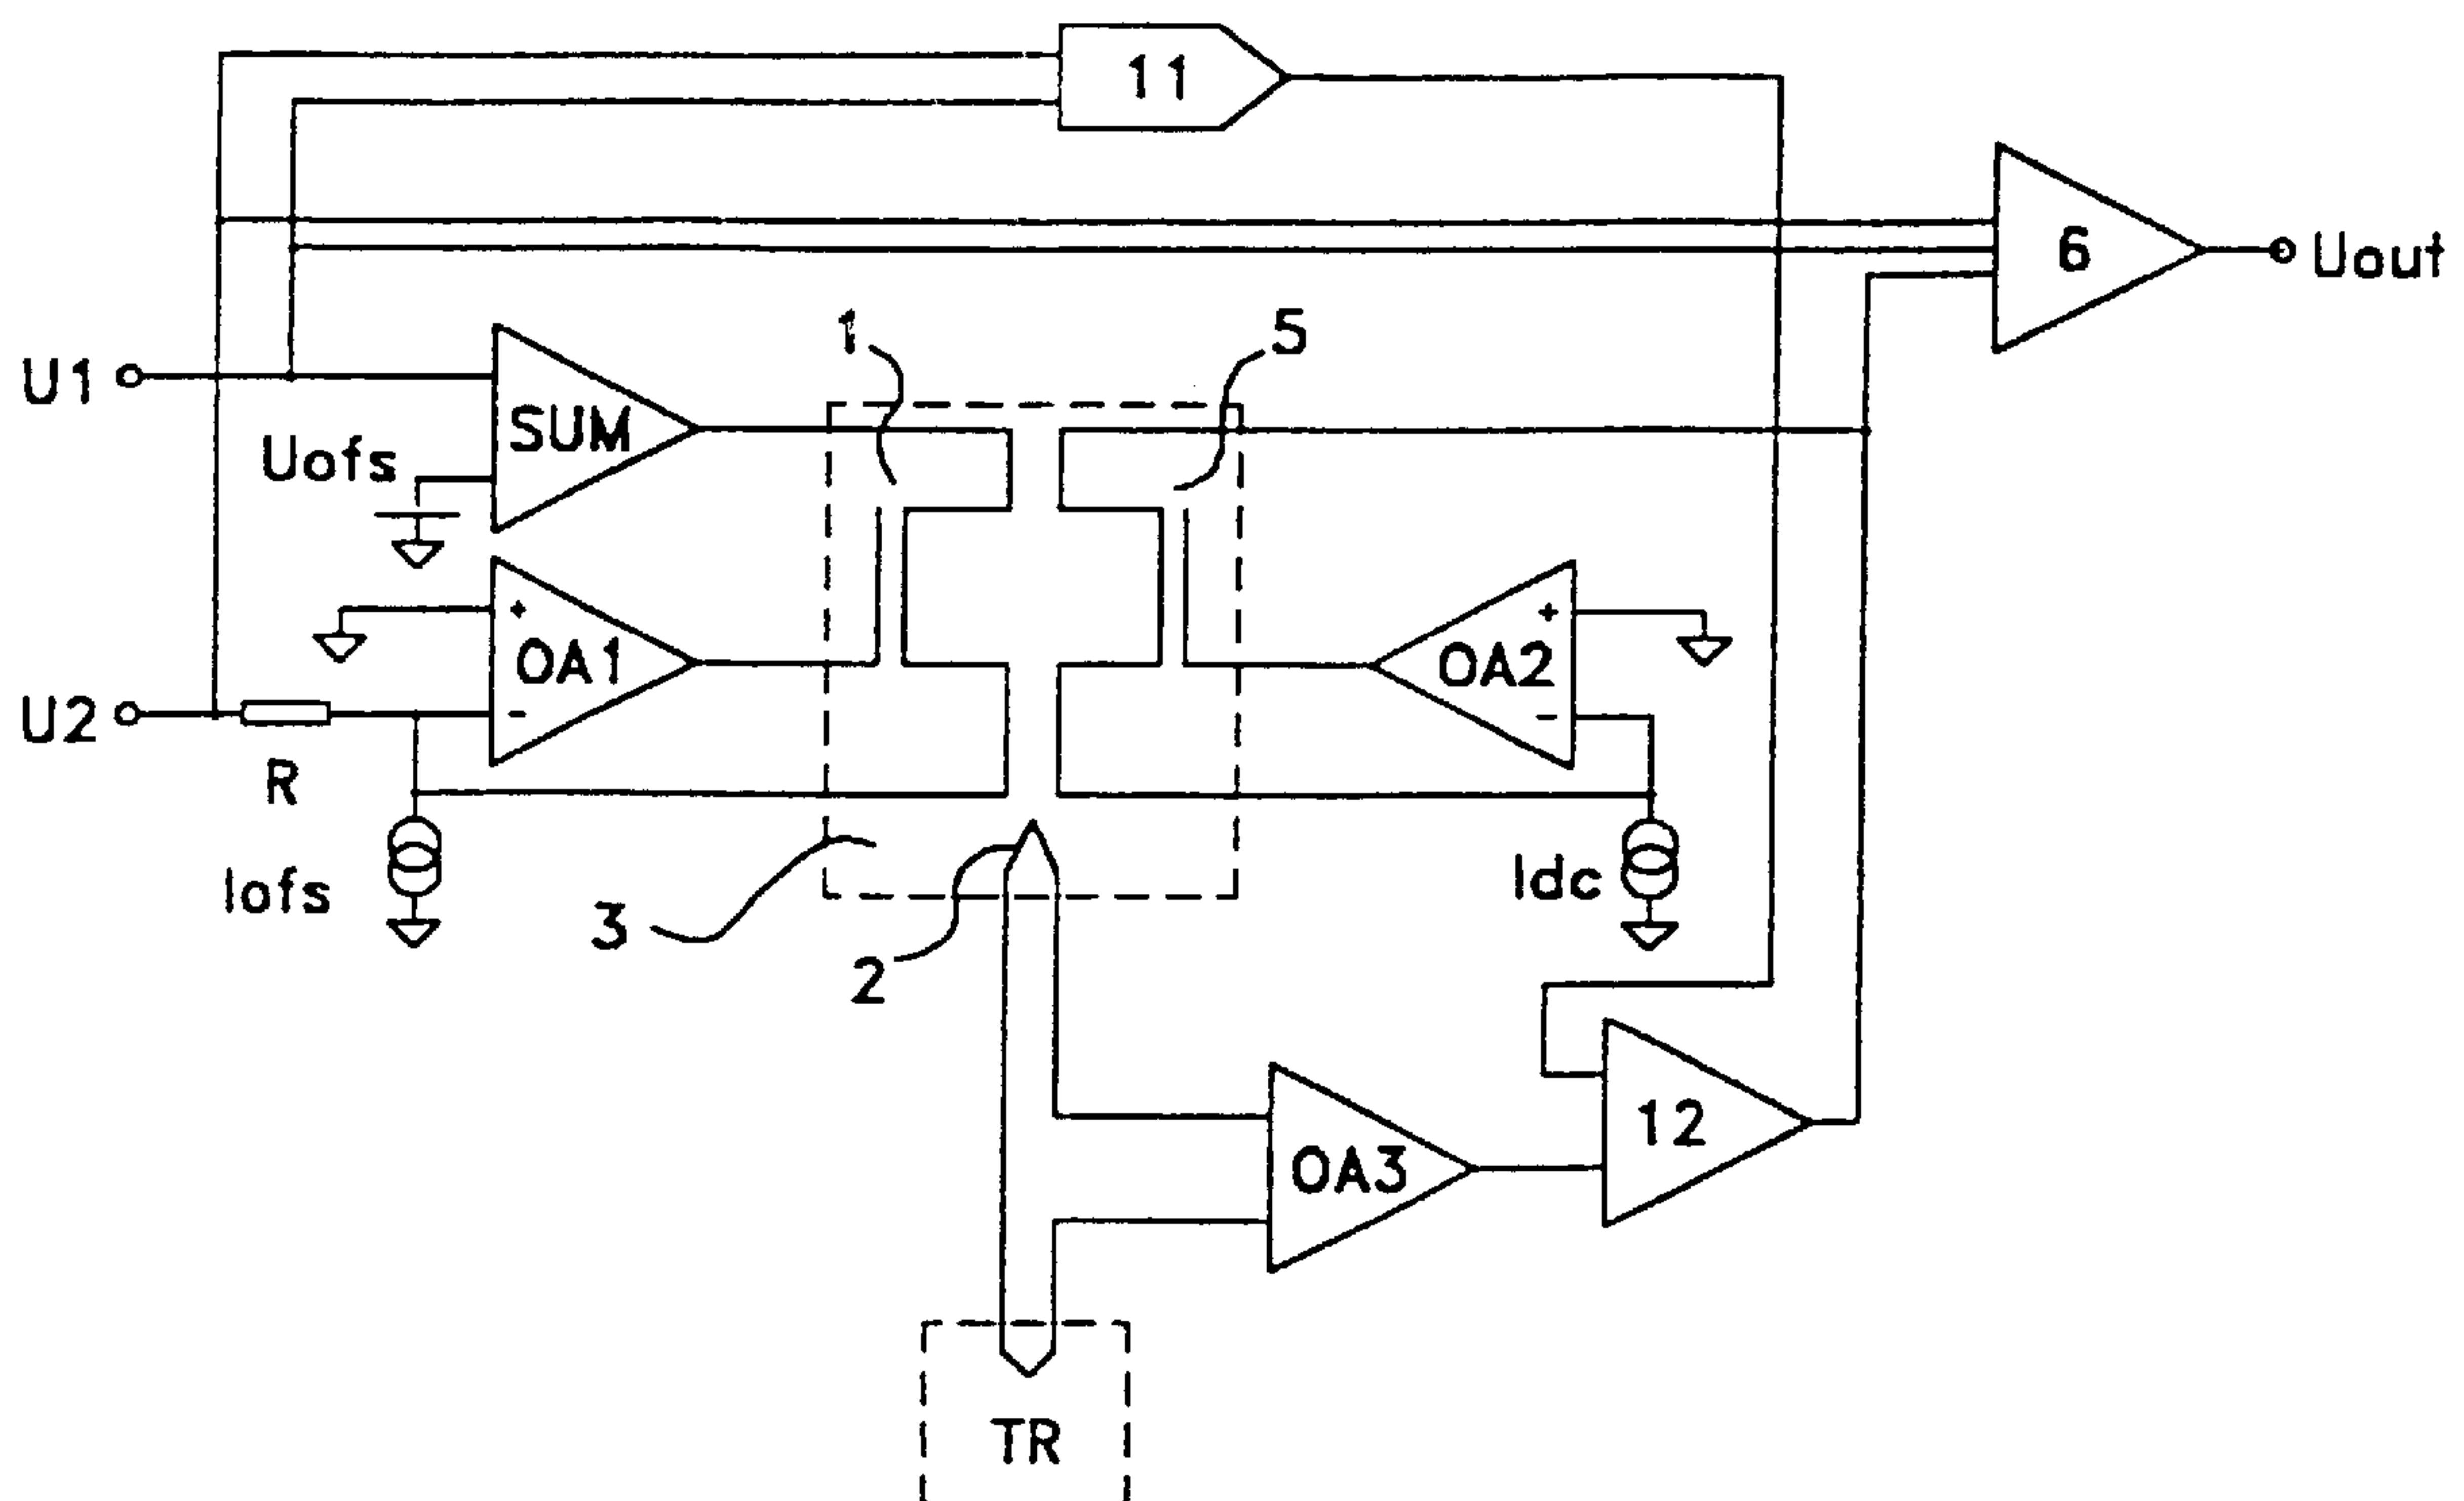 11
6
Uout
1
5
U1
SUM
Uofs
+
+
OA1
OA2
U2
-
-
R
Iofs
Idc
3
2
12
OA3
TR